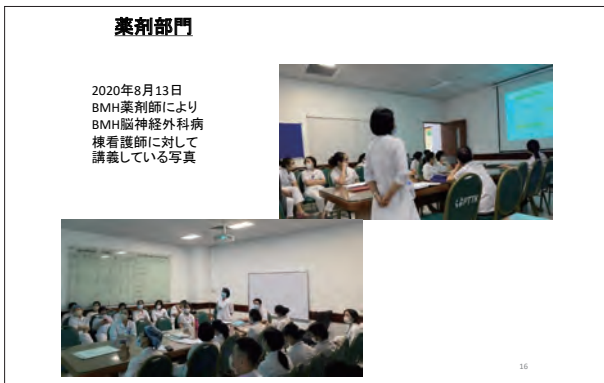 薬剤部門
2020年8月13日
BMH薬剤師により
BMH脳神経外科病
棟看護師に対して
講義している写真
16